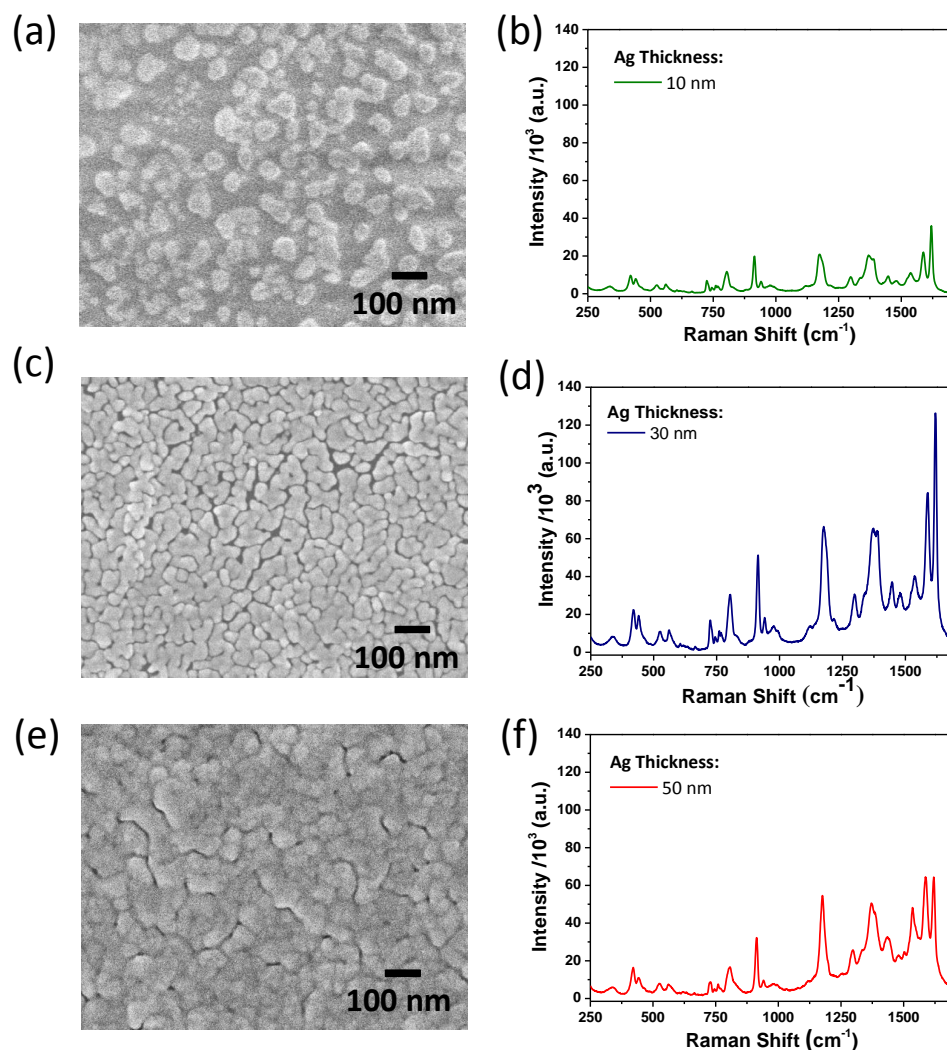 (a)
100 nm
(b)
Intensity /10³ (a.u.)
140
120
100
80
60
40
20
0
Ag Thickness:
10 nm
250 500 750 1000 1250 1500
Raman Shift (cm⁻¹)
(c)
100 nm
(d)
Intensity /10³ (a.u.)
140
120
100
80
60
40
20
0
Ag Thickness:
30 nm
250 500 750 1000 1250 1500
Raman Shift (cm⁻¹)
(e)
100 nm
(f)
Intensity /10³ (a.u.)
140
120
100
80
60
40
20
0
Ag Thickness:
50 nm
250 500 750 1000 1250 1500
Raman Shift (cm⁻¹)